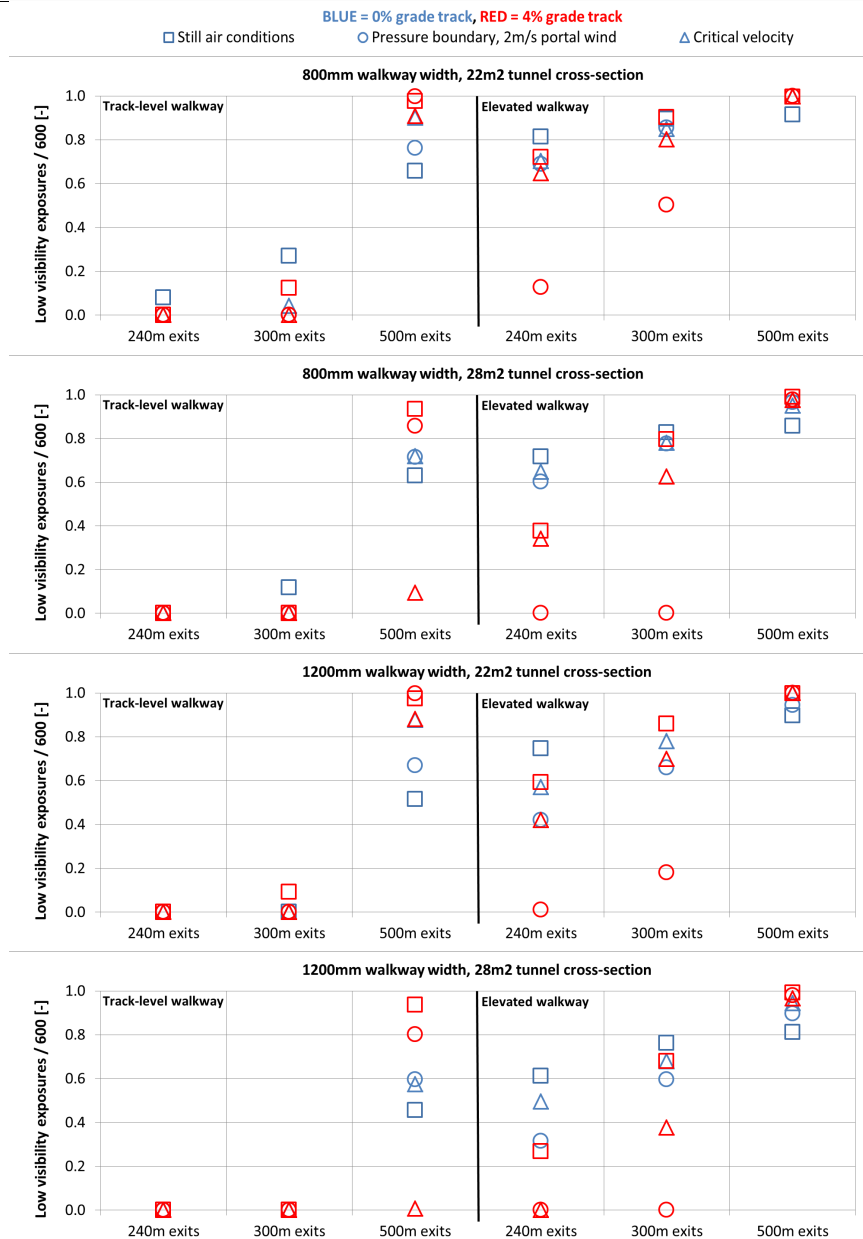 BLUE = 0% grade track, RED = 4% grade track
Still air conditions Pressure boundary, 2m/s portal wind Critical velocity
800mm walkway width, 22m2 tunnel cross-section
Low visibility exposures / 600 [-]
1.0
0.8
0.6
0.4
0.2
0.0
Track-level walkway Elevated walkway
240m exits 300m exits 500m exits 240m exits 300m exits 500m exits
800mm walkway width, 28m2 tunnel cross-section
Low visibility exposures / 600 [-]
1.0
0.8
0.6
0.4
0.2
0.0
Track-level walkway Elevated walkway
240m exits 300m exits 500m exits 240m exits 300m exits 500m exits
1200mm walkway width, 22m2 tunnel cross-section
Low visibility exposures / 600 [-]
1.0
0.8
0.6
0.4
0.2
0.0
Track-level walkway Elevated walkway
240m exits 300m exits 500m exits 240m exits 300m exits 500m exits
1200mm walkway width, 28m2 tunnel cross-section
Low visibility exposures / 600 [-]
1.0
0.8
0.6
0.4
0.2
0.0
Track-level walkway Elevated walkway
240m exits 300m exits 500m exits 240m exits 300m exits 500m exits